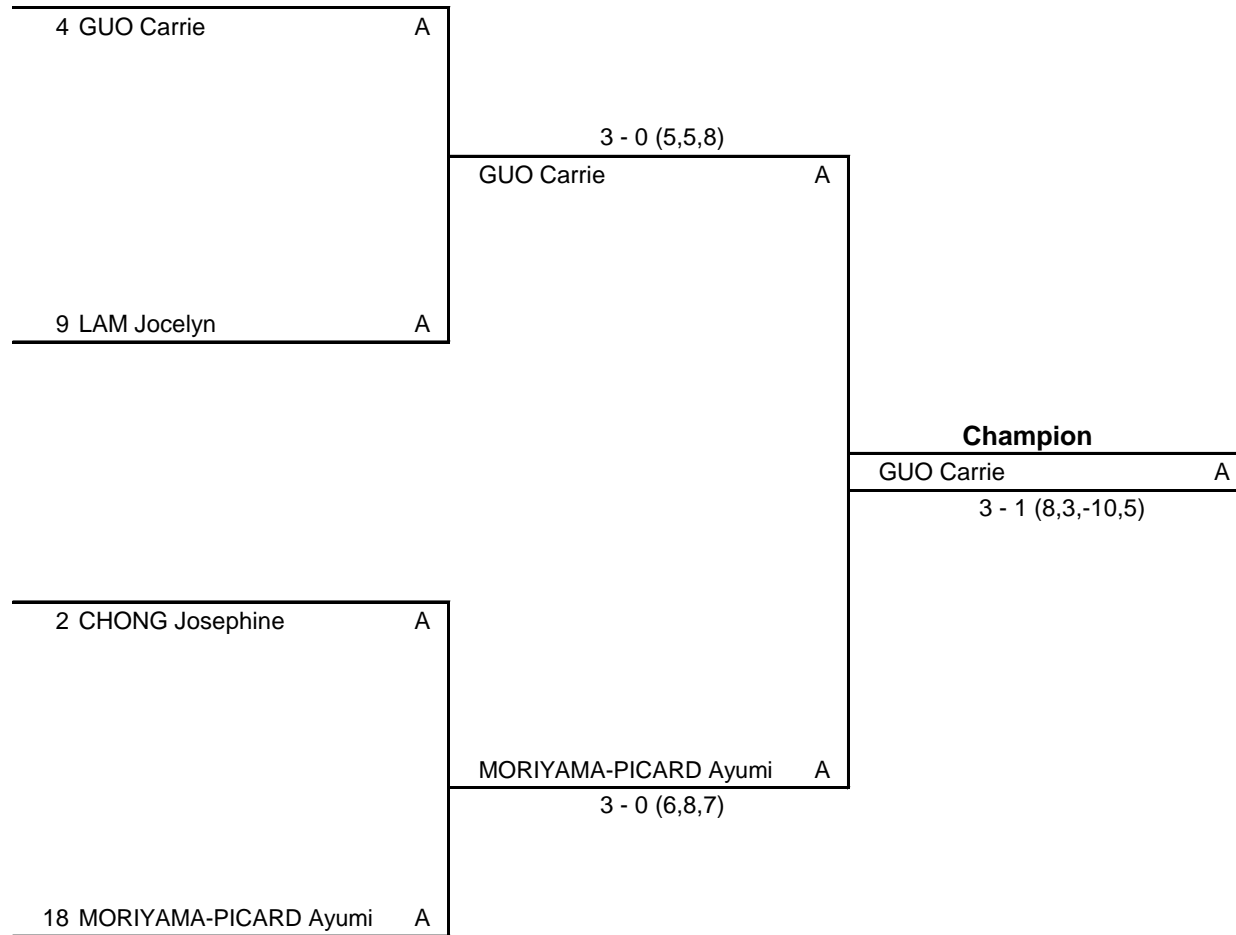 4 GUO Carrie A
3 - 0 (5,5,8)
GUO Carrie A
9 LAM Jocelyn A
Champion
GUO Carrie A
3 - 1 (8,3,-10,5)
2 CHONG Josephine A
MORIYAMA-PICARD Ayumi A
3 - 0 (6,8,7)
18 MORIYAMA-PICARD Ayumi A